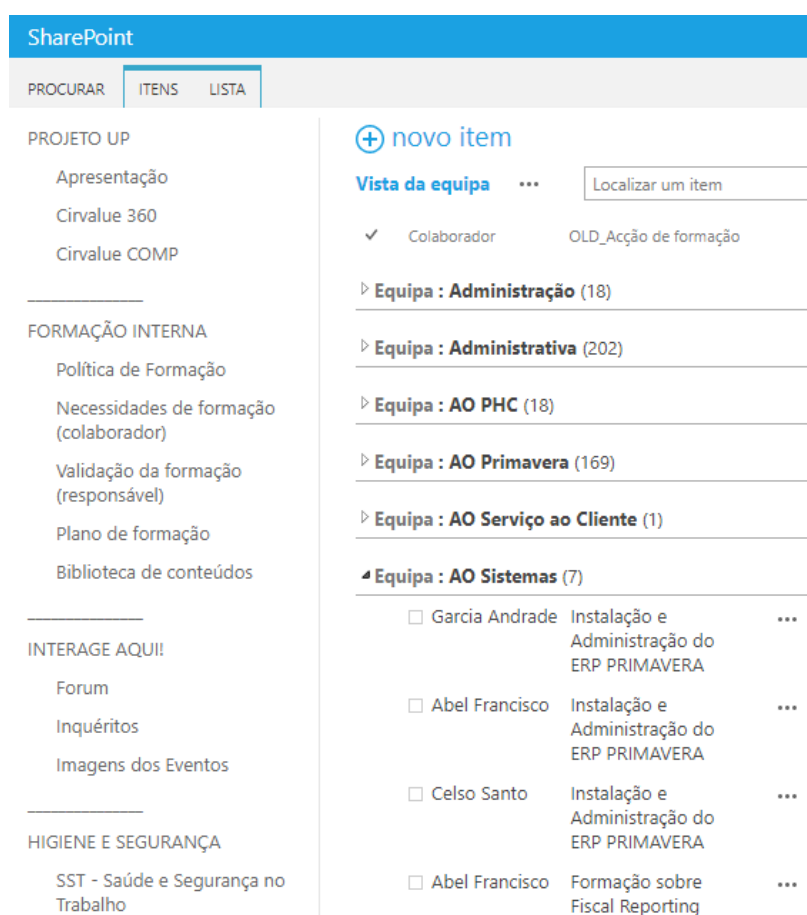 SharePoint
PROCURAR ITENS LISTA
PROJETO UP
Apresentação
Cirvalue 360
Cirvalue COMP
_______________
FORMAÇÃO INTERNA
Política de Formação
Necessidades de formação
(colaborador)
Validação da formação
(responsável)
Plano de formação
Biblioteca de conteúdos
_______________
INTERAGE AQUI!
Forum
Inquéritos
Imagens dos Eventos
_______________
HIGIENE E SEGURANÇA
SST - Saúde e Segurança no
Trabalho
novo item
Vista da equipa ... Localizar um item
Colaborador OLD_Acção de formação
Equipa : Administração (18)
Equipa : Administrativa (202)
Equipa : AO PHC (18)
Equipa : AO Primavera (169)
Equipa : AO Serviço ao Cliente (1)
Equipa : AO Sistemas (7)
Garcia Andrade Instalação e ...
Administração do
ERP PRIMAVERA
Abel Francisco Instalação e ...
Administração do
ERP PRIMAVERA
Celso Santo Instalação e ...
Administração do
ERP PRIMAVERA
Abel Francisco Formação sobre ...
Fiscal Reporting